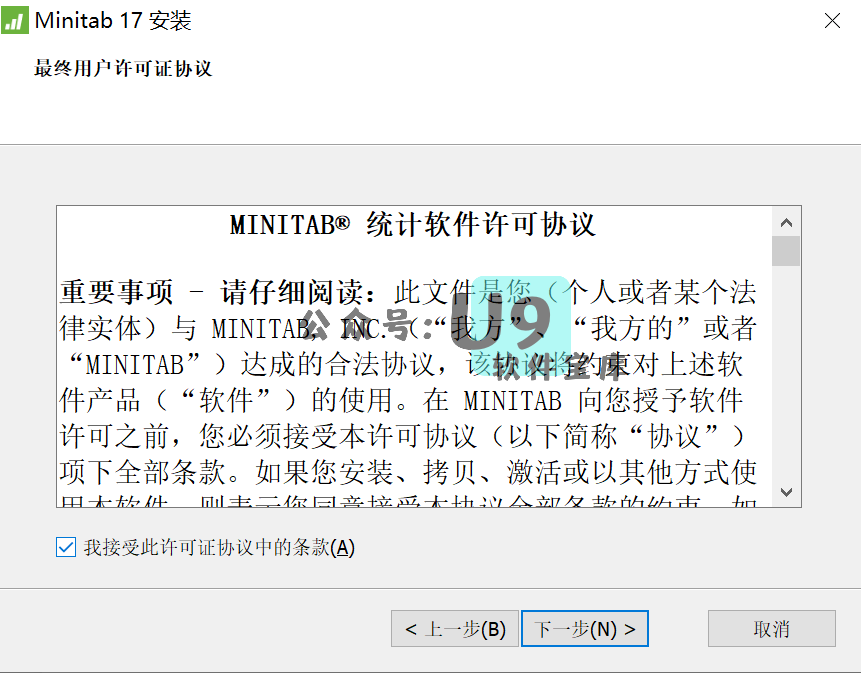 Minitab 17 安装
最终用户许可证协议
MINITAB® 统计软件许可协议
重要事项 - 请仔细阅读：此文件是您（个人或者某个法
律实体）与 MINITAB, INC.（“我方”、“我方的”或者
“MINITAB”）达成的合法协议，该协议将约束对上述软
件产品（“软件”）的使用。在 MINITAB 向您授予软件
许可之前，您必须接受本许可协议（以下简称“协议”）
项下全部条款。如果您安装、拷贝、激活或以其他方式使
用本软件，则表示您同意接受本协议全部条款的约束。如
公众号：U9
软件宝库
我接受此许可证协议中的条款(A)
< 上一步(B)
下一步(N) >
取消